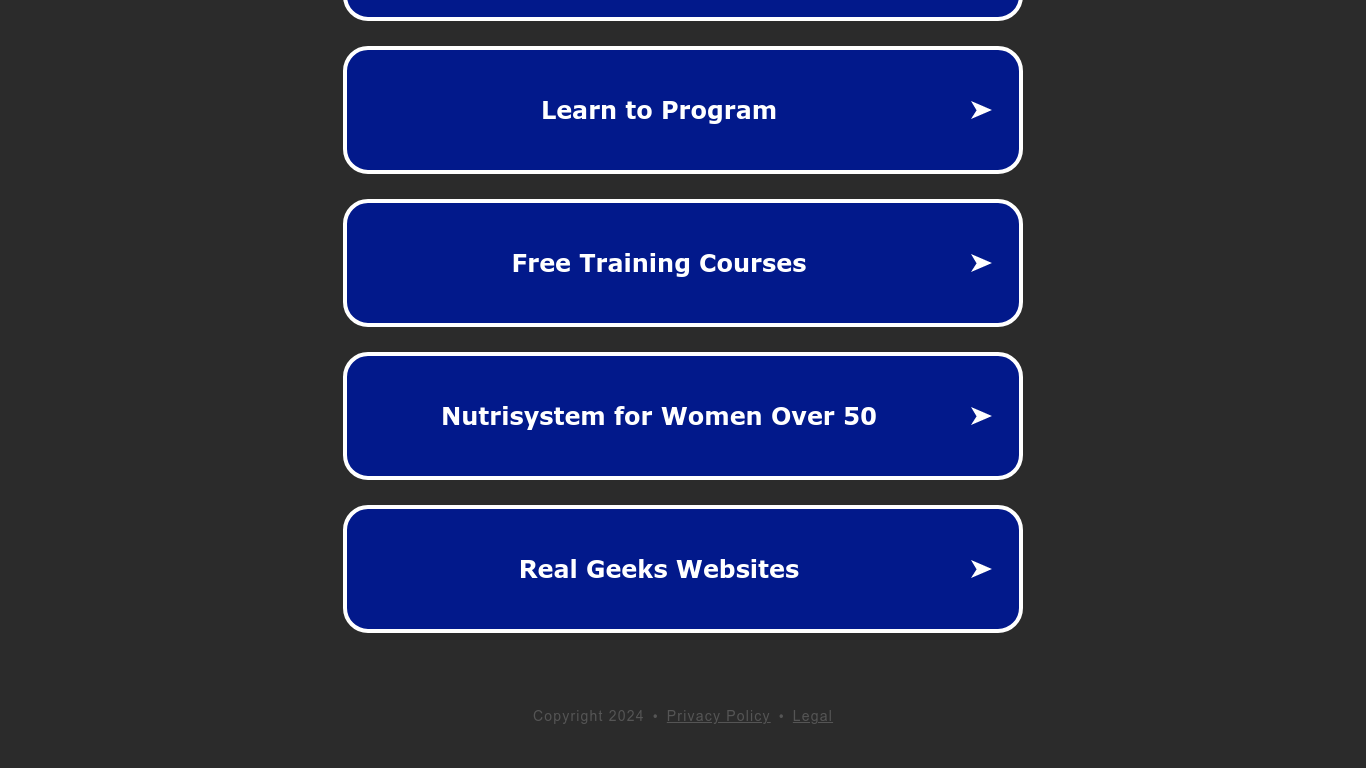 Learn to Program
Free Training Courses
Nutrisystem for Women Over 50
Real Geeks Websites
Copyright 2024 • Privacy Policy • Legal